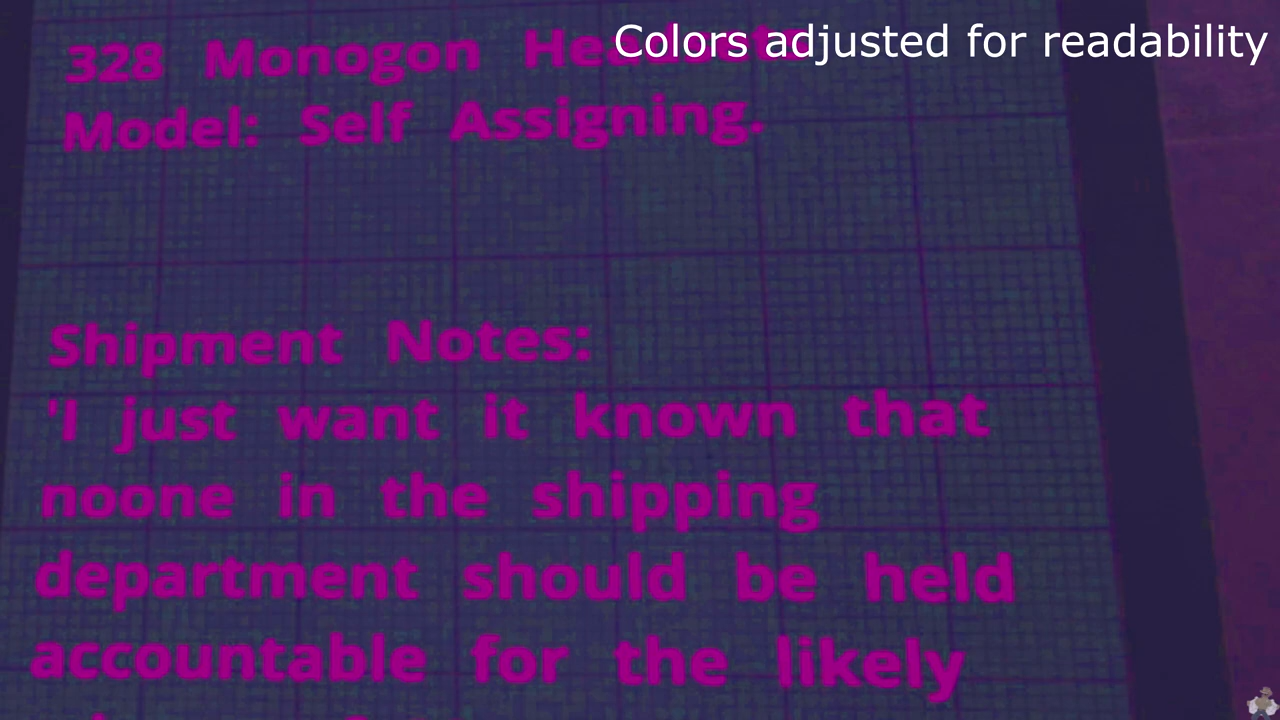 Colors adjusted for readability
328 Monogon
Model: Self Assigning.
Shipment Notes:
'I just want it known that
noone in the shipping
department should be held
accountable for the likely